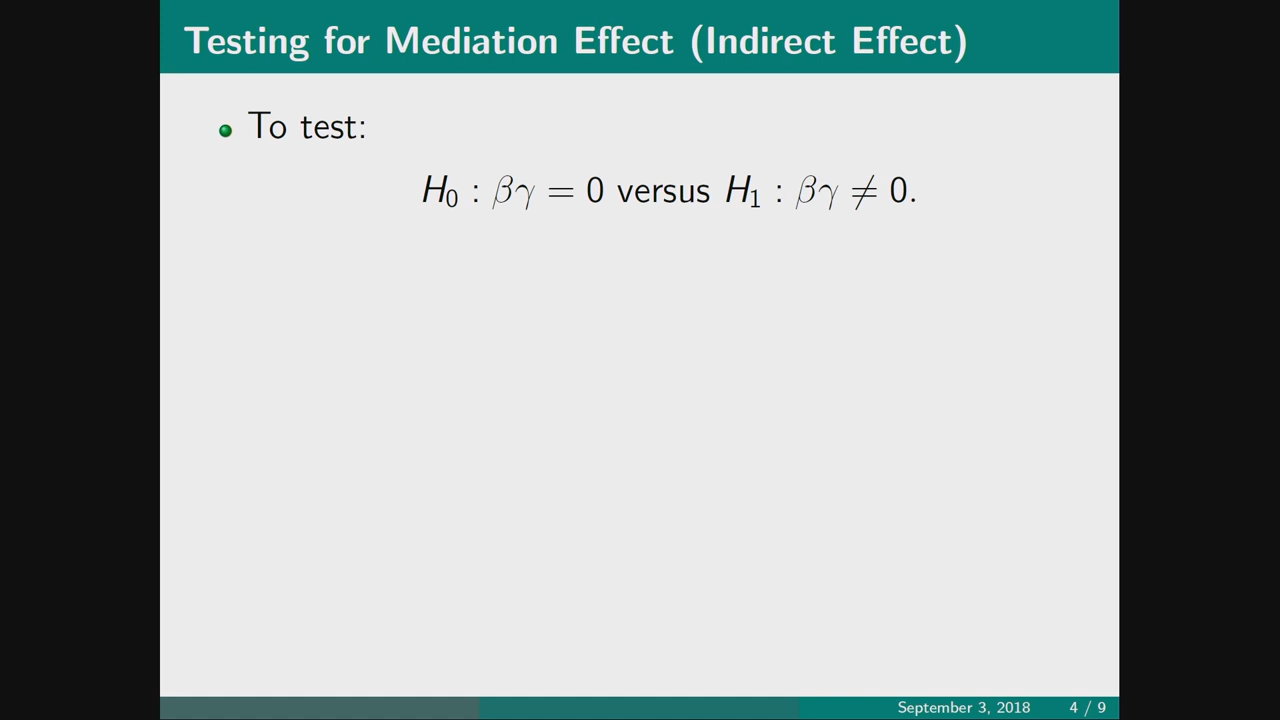 Testing for Mediation Effect (Indirect Effect)
To test:
H₀ : βγ = 0 versus H₁ : βγ ≠ 0.
September 3, 2018 4 / 9